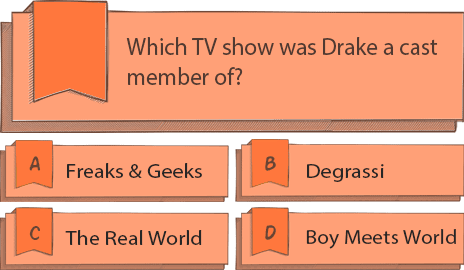 Which TV show was Drake a cast
member of?
A Freaks & Geeks
B Degrassi
C The Real World
D Boy Meets World